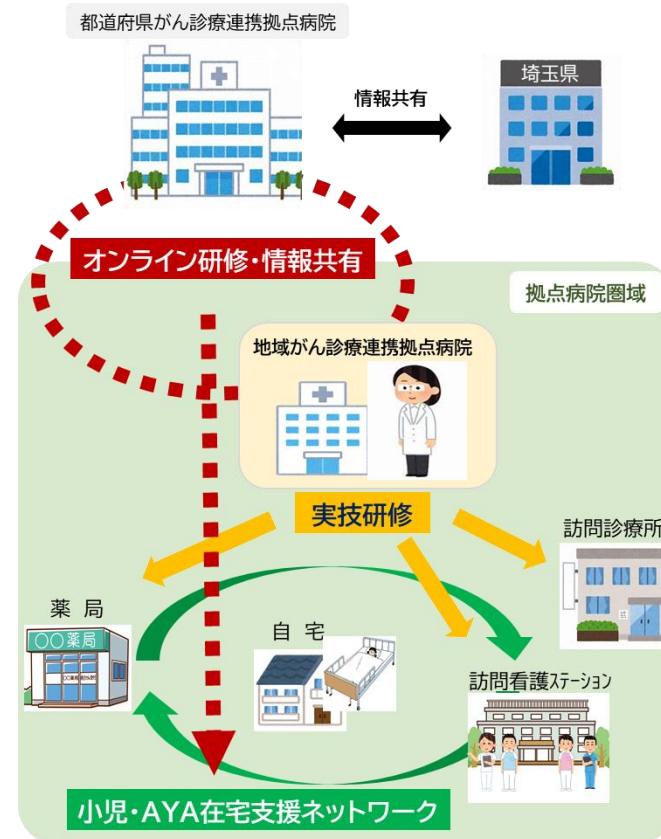 都道府県がん診療連携拠点病院
埼玉県
情報共有
オンライン研修・情報共有
拠点病院圏域
地域がん診療連携拠点病院
実技研修
訪問診療所
薬 局
〇〇薬局
自 宅
訪問看護ステーション
小児・AYA在宅支援ネットワーク